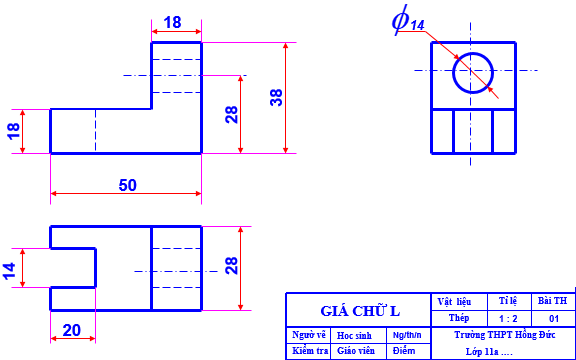 18
ϕ14
38
28
18
50
14
28
20
GIÁ CHỮ L
Vật liệu
Tỉ lệ
Bài TH
Thép
1 : 2
01
Người vẽ
Học sinh
Ng/th/n
Trường THPT Hồng Đức
Kiểm tra
Giáo viên
Điểm
Lớp 11a ....